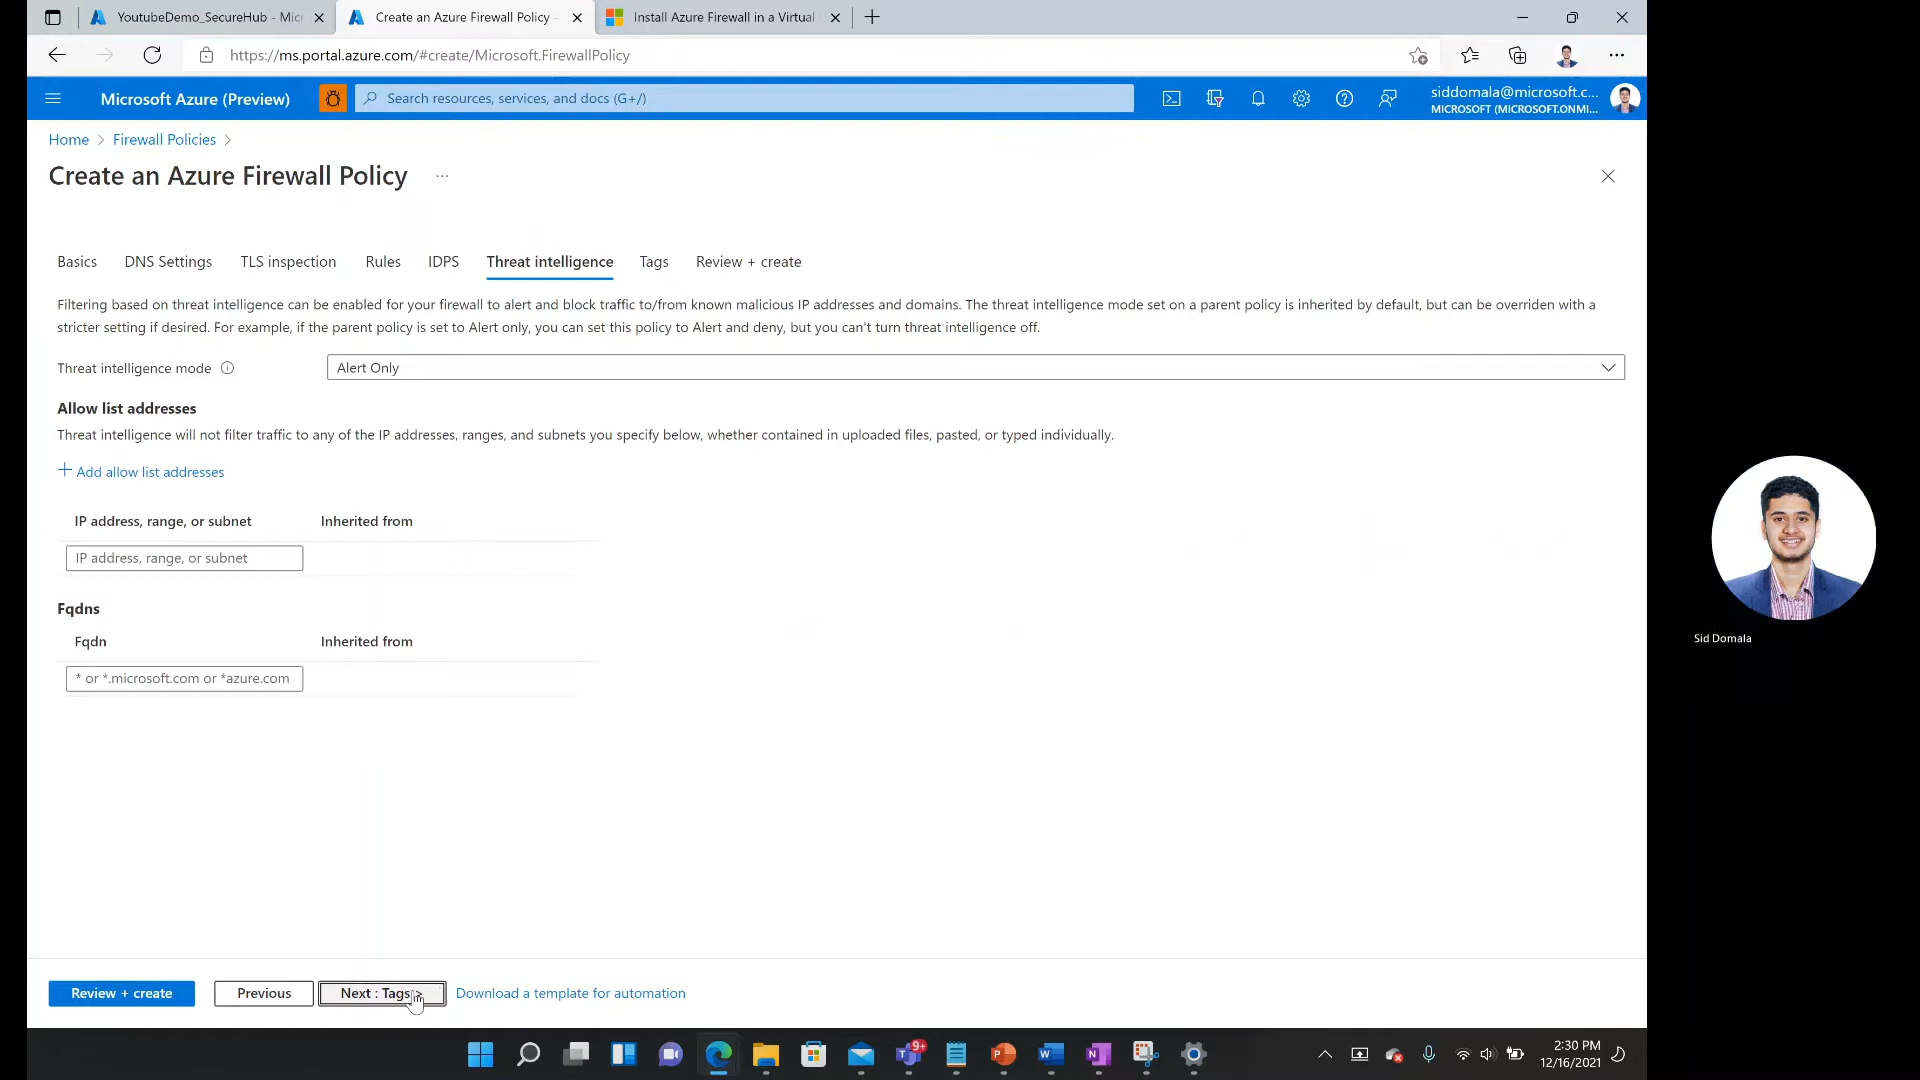 YoutubeDemo_SecureHub - Mic
Create an Azure Firewall Policy -
Install Azure Firewall in a Virtual
https://ms.portal.azure.com/#create/Microsoft.FirewallPolicy
Microsoft Azure (Preview)
Search resources, services, and docs (G+/)
siddomala@microsoft.c...
MICROSOFT (MICROSOFT.ONMI...
Home > Firewall Policies >
Create an Azure Firewall Policy ...
Basics DNS Settings TLS inspection Rules IDPS Threat intelligence Tags Review + create
Filtering based on threat intelligence can be enabled for your firewall to alert and block traffic to/from known malicious IP addresses and domains. The threat intelligence mode set on a parent policy is inherited by default, but can be overriden with a
stricter setting if desired. For example, if the parent policy is set to Alert only, you can set this policy to Alert and deny, but you can't turn threat intelligence off.
Threat intelligence mode
Alert Only
Allow list addresses
Threat intelligence will not filter traffic to any of the IP addresses, ranges, and subnets you specify below, whether contained in uploaded files, pasted, or typed individually.
+ Add allow list addresses
IP address, range, or subnet Inherited from
IP address, range, or subnet
Fqdns
Fqdn Inherited from
* or *.microsoft.com or *azure.com
Sid Domala
Review + create
Previous
Next : Tags >
Download a template for automation
9+
2:30 PM
12/16/2021